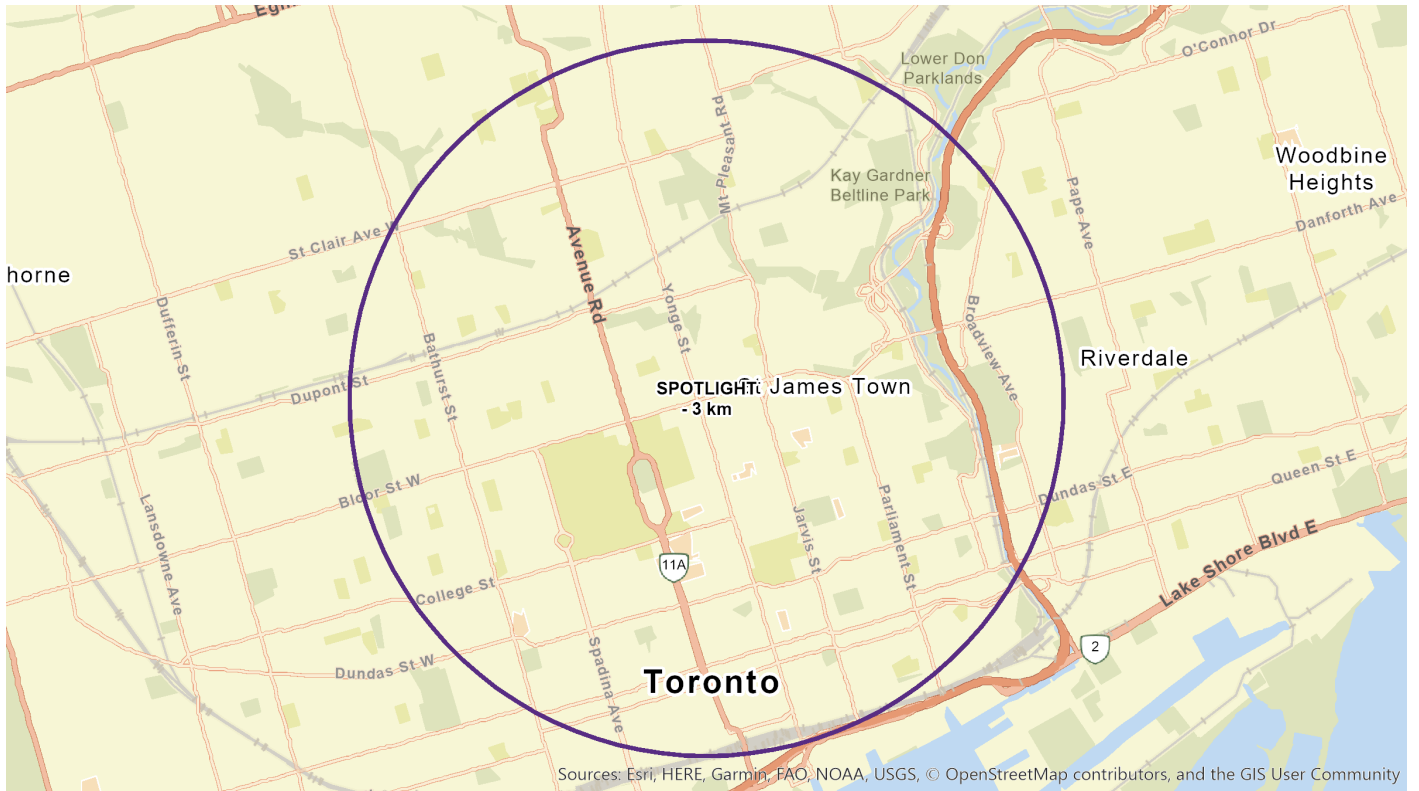 Egl
Lower Don
Parklands
O'Connor Dr
Mt Pleasant Rd
Woodbine
Heights
Kay Gardner
Beltline Park
Pape Ave
Danforth Ave
St Clair Ave W
Avenue Rd
horne
Yonge St
Dufferin St
Bathurst St
Broadview Ave
Riverdale
Dupont St
SPOTLIGHT
- 3 km
St James Town
Bloor St W
Dundas St E
Queen St E
Lansdowne Ave
Jarvis St
Parliament St
11A
College St
Lake Shore Blvd E
Spadina Ave
2
Dundas St W
Toronto
Sources: Esri, HERE, Garmin, FAO, NOAA, USGS, © OpenStreetMap contributors, and the GIS User Community